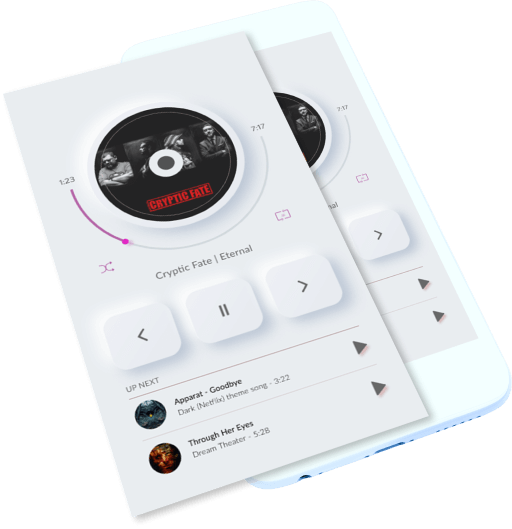 1:23
7:17
CRYPTIC FATE
Cryptic Fate | Eternal
UP NEXT
Apparat - Goodbye
Dark (Netflix) theme song - 3:22
Through Her Eyes
Dream Theater - 5:28
7:17
nal